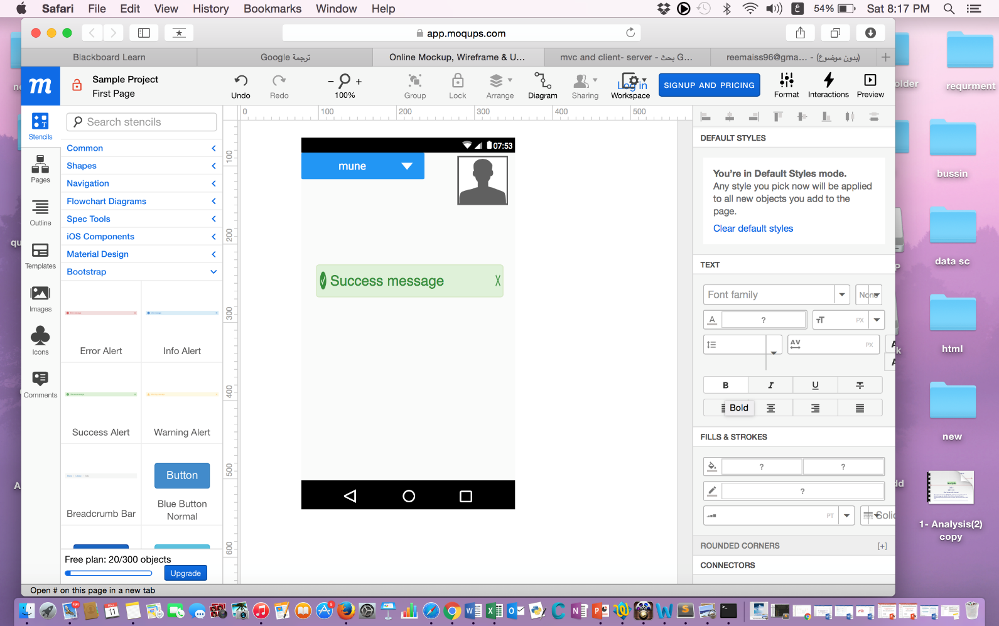 Safari File Edit View History Bookmarks Window Help
ع 54% Sat 8:17 PM
app.moqups.com
Blackboard Learn
Google ترجمة
Online Mockup, Wireframe & U...
mvc and client- server - بحث G...
reemaiss96@gma... - (بدون موضوع)
m
Sample Project
First Page
Undo
Redo
100%
Group
Lock
Arrange
Diagram
Sharing
Log in
Workspace
SIGNUP AND PRICING
Format
Interactions
Preview
Stencils
Pages
Outline
Templates
Images
Icons
Comments
Search stencils
Common
Shapes
Navigation
Flowchart Diagrams
Spec Tools
iOS Components
Material Design
Bootstrap
Error Alert
Info Alert
Success Alert
Warning Alert
Breadcrumb Bar
Button
Blue Button
Normal
Free plan: 20/300 objects
Upgrade
Open # on this page in a new tab
0 100 200 300 400 500
100
200
300
400
500
600
07:53
mune
Success message
DEFAULT STYLES
You're in Default Styles mode.
Any style you pick now will be applied
to all new objects you add to the
page.
Clear default styles
TEXT
Font family
None
A ?
TT PX
AV PX
B I U
Bold
FILLS & STROKES
? ?
?
PT
Solid
ROUNDED CORNERS [+]
CONNECTORS
older
requrment
bussin
data sc
html
new
1- Analysis(2)
copy